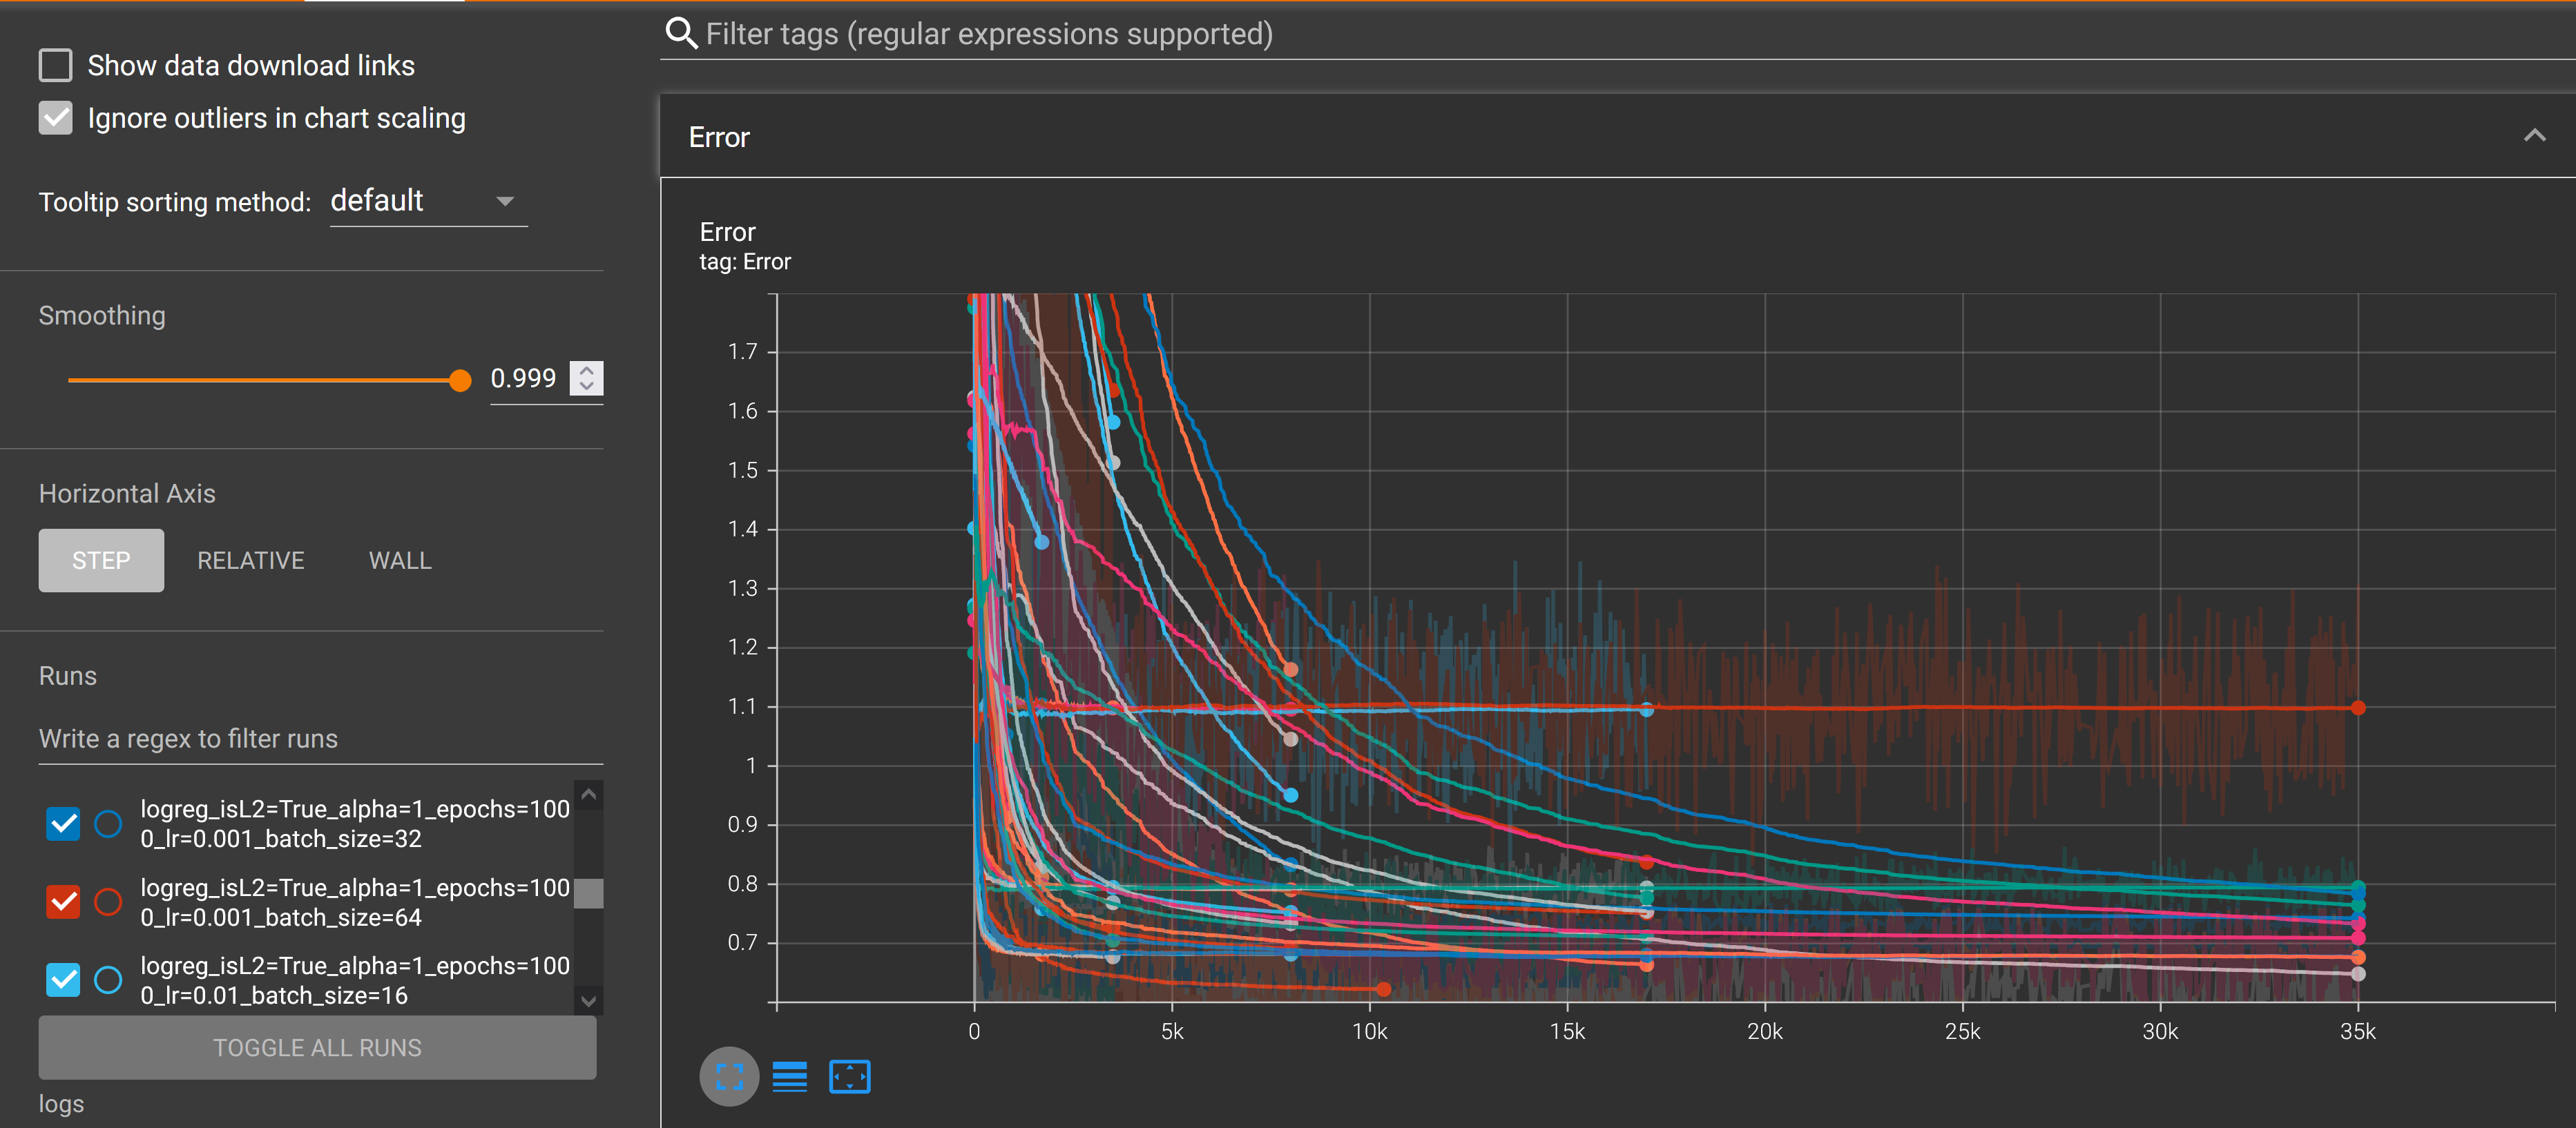 Show data download links
Ignore outliers in chart scaling
Tooltip sorting method: default
Smoothing
0.999
Horizontal Axis
STEP RELATIVE WALL
Runs
Write a regex to filter runs
logreg_isL2=True_alpha=1_epochs=100
0_lr=0.001_batch_size=32
logreg_isL2=True_alpha=1_epochs=100
0_lr=0.001_batch_size=64
logreg_isL2=True_alpha=1_epochs=100
0_lr=0.01_batch_size=16
TOGGLE ALL RUNS
logs
Filter tags (regular expressions supported)
Error
Error
tag: Error
1.7
1.6
1.5
1.4
1.3
1.2
1.1
1
0.9
0.8
0.7
0 5k 10k 15k 20k 25k 30k 35k